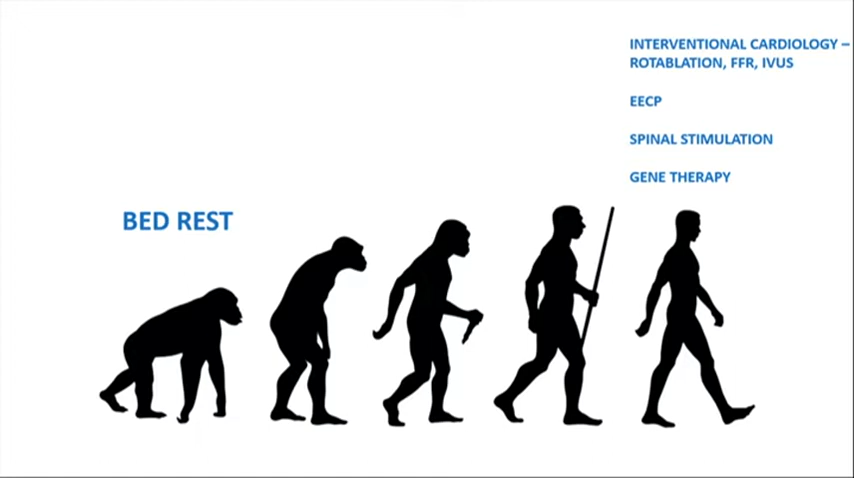 INTERVENTIONAL CARDIOLOGY –
ROTABLATION, FFR, IVUS
EECP
SPINAL STIMULATION
GENE THERAPY
BED REST